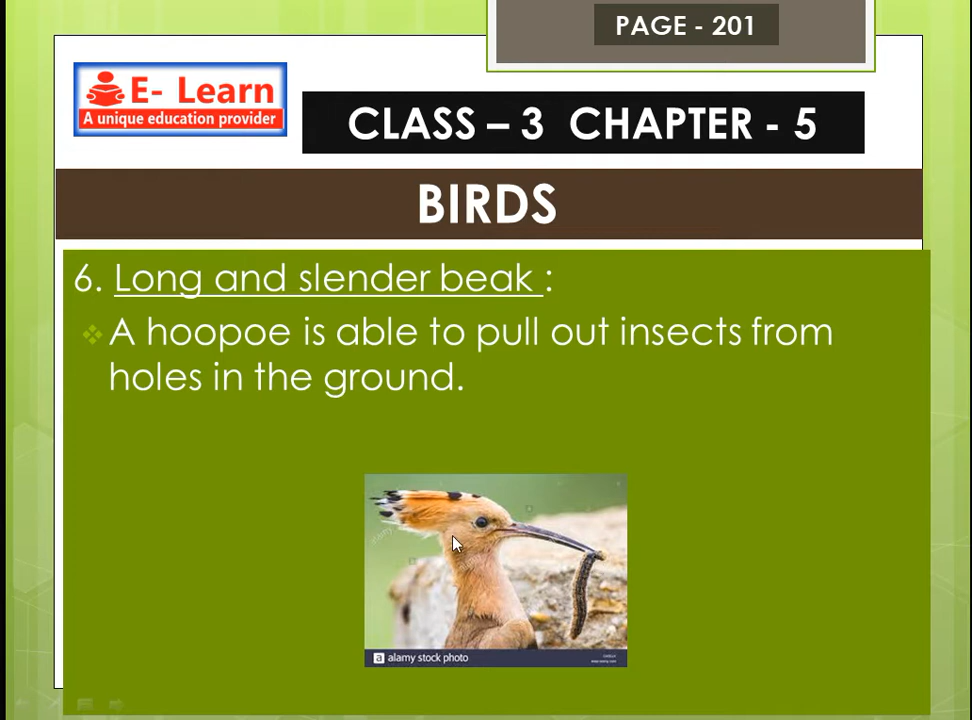 PAGE - 201
E- Learn
A unique education provider
CLASS – 3 CHAPTER - 5
BIRDS
6. Long and slender beak :
❖ A hoopoe is able to pull out insects from
holes in the ground.
alamy
a alamy stock photo